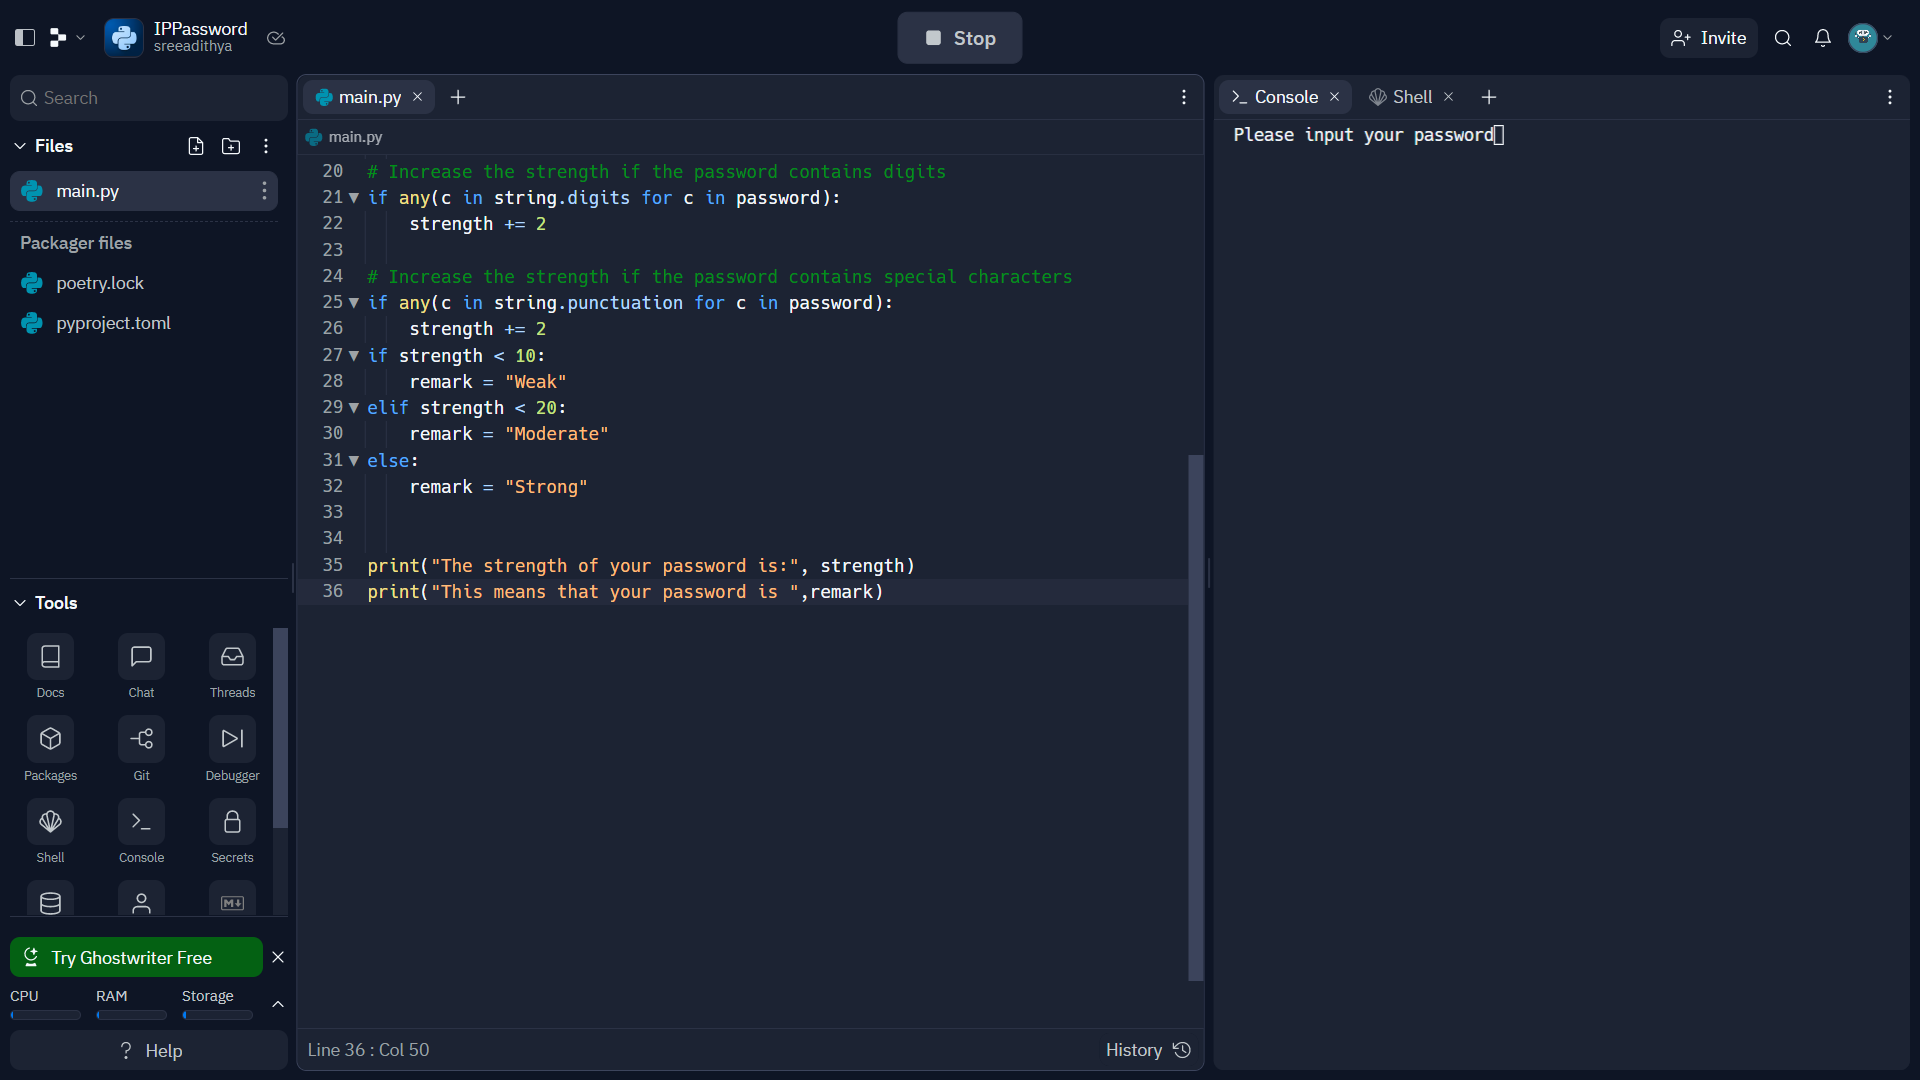 IPPassword
sreeadithya
Stop
Invite
Search
Files
main.py
Packager files
poetry.lock
pyproject.toml
Tools
Docs
Chat
Threads
Packages
Git
Debugger
Shell
Console
Secrets
M
Try Ghostwriter Free
CPU
RAM
Storage
? Help
main.py
main.py
20 # Increase the strength if the password contains digits
21 if any(c in string.digits for c in password):
22 strength += 2
23
24 # Increase the strength if the password contains special characters
25 if any(c in string.punctuation for c in password):
26 strength += 2
27 if strength < 10:
28 remark = "Weak"
29 elif strength < 20:
30 remark = "Moderate"
31 else:
32 remark = "Strong"
33
34
35 print("The strength of your password is:", strength)
36 print("This means that your password is ",remark)
Line 36 : Col 50
History
Console
Shell
Please input your password